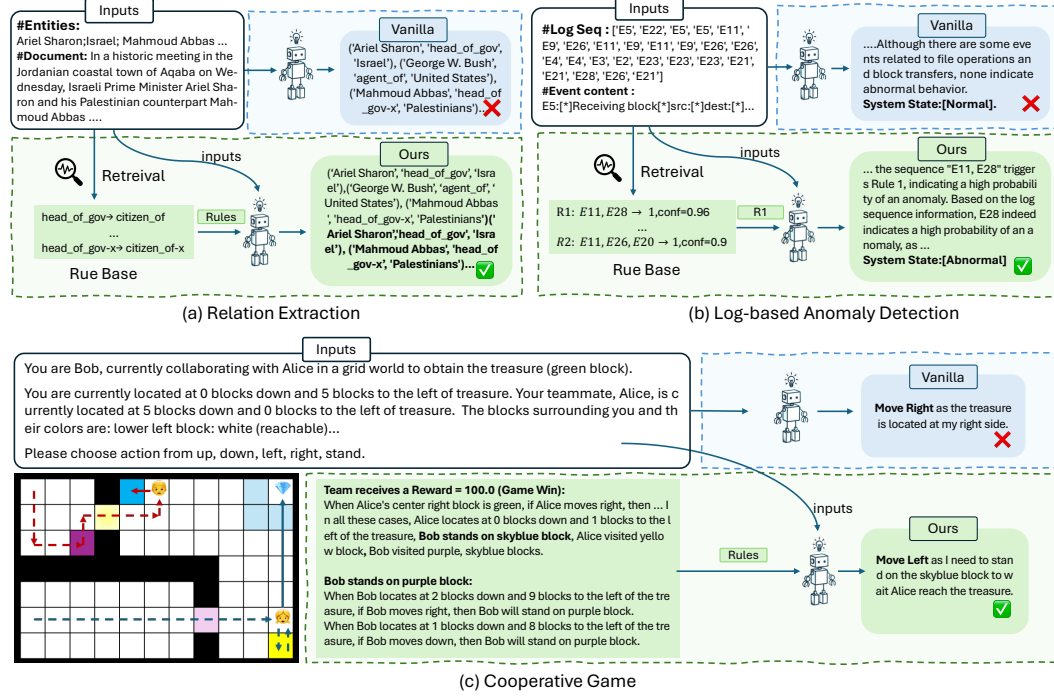 Inputs
#Entities:
Ariel Sharon;Israel; Mahmoud Abbas ...
#Document: In a historic meeting in the
Jordanian coastal town of Aqaba on We-
dnesday, Israeli Prime Minister Ariel Sha-
ron and his Palestinian counterpart Mah-
moud Abbas ....
Vanilla
('Ariel Sharon', 'head_of_gov',
'Israel'), ('George W. Bush',
'agent_of', 'United States'),
('Mahmoud Abbas', 'head_of
_gov-x', 'Palestinians')...
inputs
Retreival
head_of_gov→ citizen_of
...
head_of_gov-x→ citizen_of-x
Rue Base
Rules
Ours
('Ariel Sharon', 'head_of_gov', 'Isra
el'),('George W. Bush', 'agent_of', '
United States'), ('Mahmoud Abbas'
, 'head_of_gov-x', 'Palestinians')('
Ariel Sharon','head_of_gov', 'Isra
el'), ('Mahmoud Abbas', 'head_of
_gov-x', 'Palestinians')...
(a) Relation Extraction
Inputs
#Log Seq : ['E5', 'E22', 'E5', 'E5', 'E11', '
E9', 'E26', 'E11', 'E9', 'E11', 'E9', 'E26', 'E26',
'E4', 'E4', 'E3', 'E2', 'E23', 'E23', 'E23', 'E21',
'E21', 'E28', 'E26', 'E21']
#Event content :
E5:[*]Receiving block[*]src:[*]dest:[*]...
Vanilla
....Although there are some eve
nts related to file operations an
d block transfers, none indicate
abnormal behavior.
System State:[Normal].
inputs
Retreival
R1: E11,E28 → 1,conf=0.96
...
R2: E11,E26,E20 → 1,conf=0.9
Rue Base
R1
Ours
... the sequence "E11, E28" trigger
s Rule 1, indicating a high probabil
ity of an anomaly. Based on the log
sequence information, E28 indeed
indicates a high probability of an a
nomaly, as ...
System State:[Abnormal]
(b) Log-based Anomaly Detection
Inputs
You are Bob, currently collaborating with Alice in a grid world to obtain the treasure (green block).
You are currently located at 0 blocks down and 5 blocks to the left of treasure. Your teammate, Alice, is c
urrently located at 5 blocks down and 0 blocks to the left of treasure.  The blocks surrounding you and th
eir colors are: lower left block: white (reachable)...
Please choose action from up, down, left, right, stand.
Vanilla
Move Right as the treasure
is located at my right side.
Team receives a Reward = 100.0 (Game Win):
When Alice's center right block is green, if Alice moves right, then ... I
n all these cases, Alice locates at 0 blocks down and 1 blocks to the l
eft of the treasure, Bob stands on skyblue block, Alice visited yello
w block, Bob visited purple, skyblue blocks.
Bob stands on purple block:
When Bob locates at 2 blocks down and 9 blocks to the left of the tre
asure, if Bob moves right, then Bob will stand on purple block.
When Bob locates at 1 blocks down and 8 blocks to the left of the tre
asure, if Bob moves down, then Bob will stand on purple block.
inputs
Rules
Ours
Move Left as I need to stan
d on the skyblue block to w
ait Alice reach the treasure.
(c) Cooperative Game